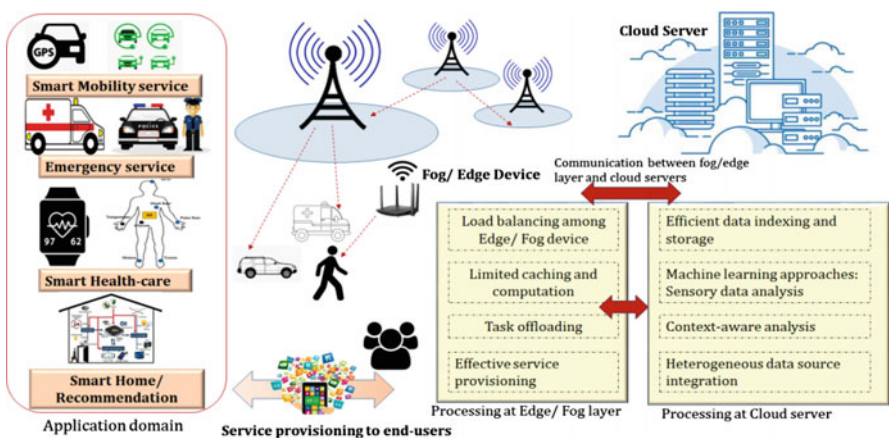 GPS
Smart Mobility service
POLICE
Emergency service
97 62
Smart Health-care
Smart Home/
Recommendation
Application domain
Service provisioning to end-users
Fog/ Edge Device
Cloud Server
Communication between fog/edge
layer and cloud servers
Load balancing among
Edge/ Fog device
Limited caching and
computation
Task offloading
Effective service
provisioning
Processing at Edge/ Fog layer
Efficient data indexing and
storage
Machine learning approaches:
Sensory data analysis
Context-aware analysis
Heterogeneous data source
integration
Processing at Cloud server